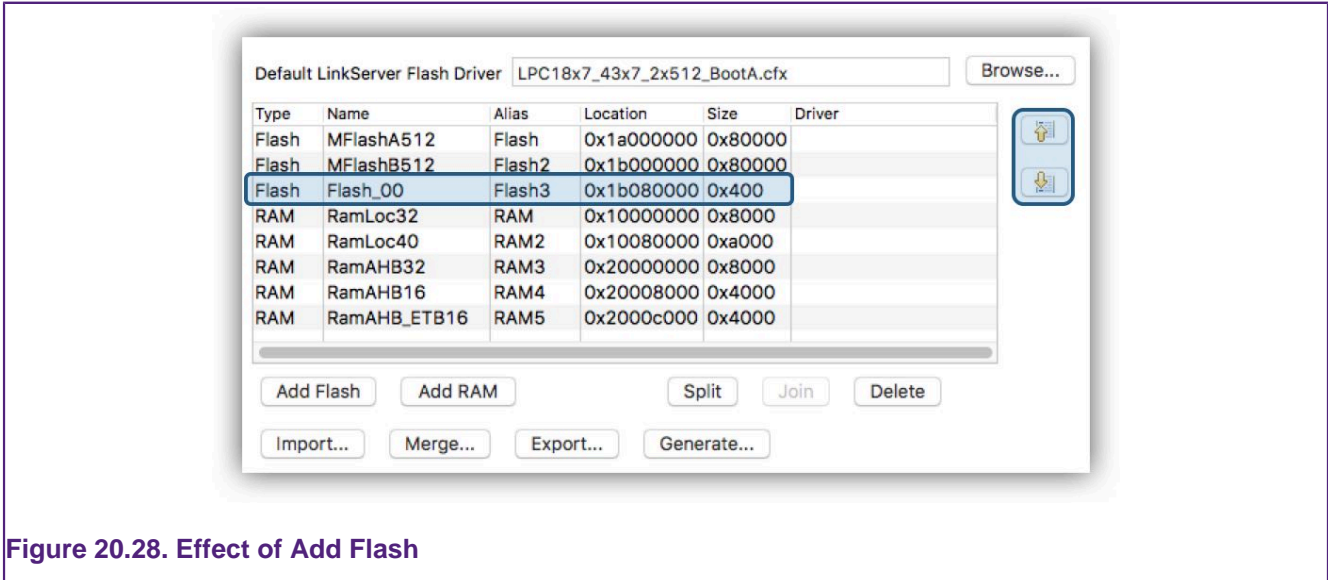 Default LinkServer Flash Driver LPC18x7_43x7_2x512_BootA.cfx Browse...
Type Name Alias Location Size Driver
Flash MFlashA512 Flash 0x1a000000 0x80000
Flash MFlashB512 Flash2 0x1b000000 0x80000
Flash Flash_00 Flash3 0x1b080000 0x400
RAM RamLoc32 RAM 0x10000000 0x8000
RAM RamLoc40 RAM2 0x10080000 0xa000
RAM RamAHB32 RAM3 0x20000000 0x8000
RAM RamAHB16 RAM4 0x20008000 0x4000
RAM RamAHB_ETB16 RAM5 0x2000c000 0x4000
Add Flash Add RAM Split Join Delete
Import... Merge... Export... Generate...
Figure 20.28. Effect of Add Flash